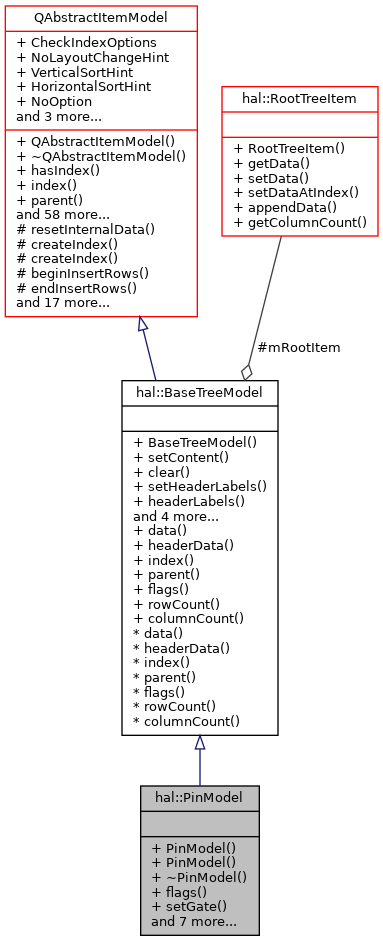 QAbstractItemModel
+ CheckIndexOptions
+ NoLayoutChangeHint
+ VerticalSortHint
+ HorizontalSortHint
+ NoOption
and 3 more...
+ QAbstractItemModel()
+ ~QAbstractItemModel()
+ hasIndex()
+ index()
+ parent()
and 58 more...
# resetInternalData()
# createIndex()
# createIndex()
# beginInsertRows()
# endInsertRows()
and 17 more...
hal::RootTreeItem
+ RootTreeItem()
+ getData()
+ setData()
+ setDataAtIndex()
+ appendData()
+ getColumnCount()
#mRootItem
hal::BaseTreeModel
+ BaseTreeModel()
+ setContent()
+ clear()
+ setHeaderLabels()
+ headerLabels()
and 4 more...
+ data()
+ headerData()
+ index()
+ parent()
+ flags()
+ rowCount()
+ columnCount()
* data()
* headerData()
* index()
* parent()
* flags()
* rowCount()
* columnCount()
hal::PinModel
+ PinModel()
+ PinModel()
+ ~PinModel()
+ flags()
+ setGate()
and 7 more...